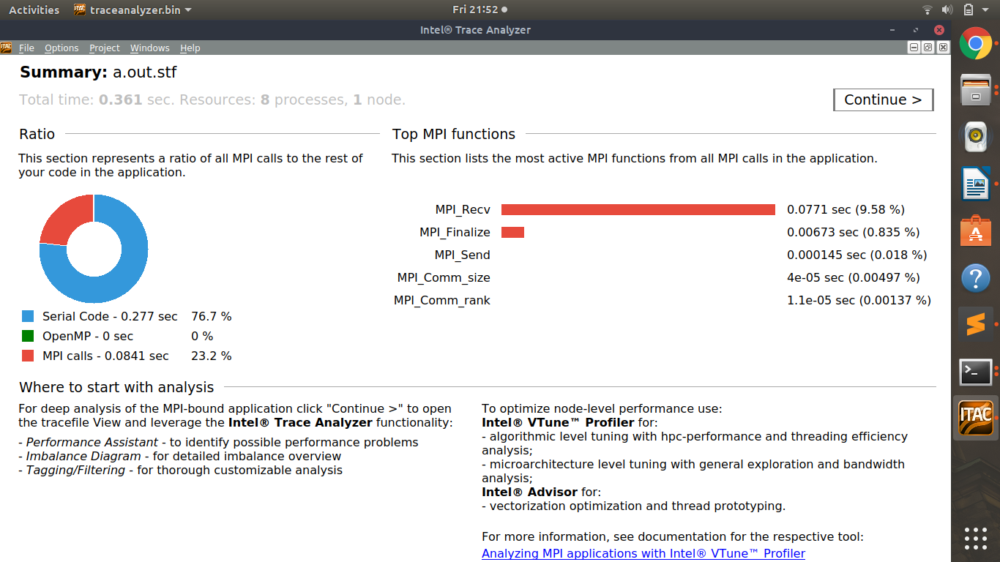 Activities
traceanalyzer.bin
Fri 21:52
Intel® Trace Analyzer
ITAC
File Options Project Windows Help
Summary: a.out.stf
Total time: 0.361 sec. Resources: 8 processes, 1 node.
Continue >
Ratio
This section represents a ratio of all MPI calls to the rest of
your code in the application.
Serial Code - 0.277 sec 76.7 %
OpenMP - 0 sec 0 %
MPI calls - 0.0841 sec 23.2 %
Top MPI functions
This section lists the most active MPI functions from all MPI calls in the application.
MPI_Recv 0.0771 sec (9.58 %)
MPI_Finalize 0.00673 sec (0.835 %)
MPI_Send 0.000145 sec (0.018 %)
MPI_Comm_size 4e-05 sec (0.00497 %)
MPI_Comm_rank 1.1e-05 sec (0.00137 %)
Where to start with analysis
For deep analysis of the MPI-bound application click "Continue >" to open
the tracefile View and leverage the Intel® Trace Analyzer functionality:
- Performance Assistant - to identify possible performance problems
- Imbalance Diagram - for detailed imbalance overview
- Tagging/Filtering - for thorough customizable analysis
To optimize node-level performance use:
Intel® VTune™ Profiler for:
- algorithmic level tuning with hpc-performance and threading efficiency
analysis;
- microarchitecture level tuning with general exploration and bandwidth
analysis;
Intel® Advisor for:
- vectorization optimization and thread prototyping.
For more information, see documentation for the respective tool:
Analyzing MPI applications with Intel® VTune™ Profiler
ITAC